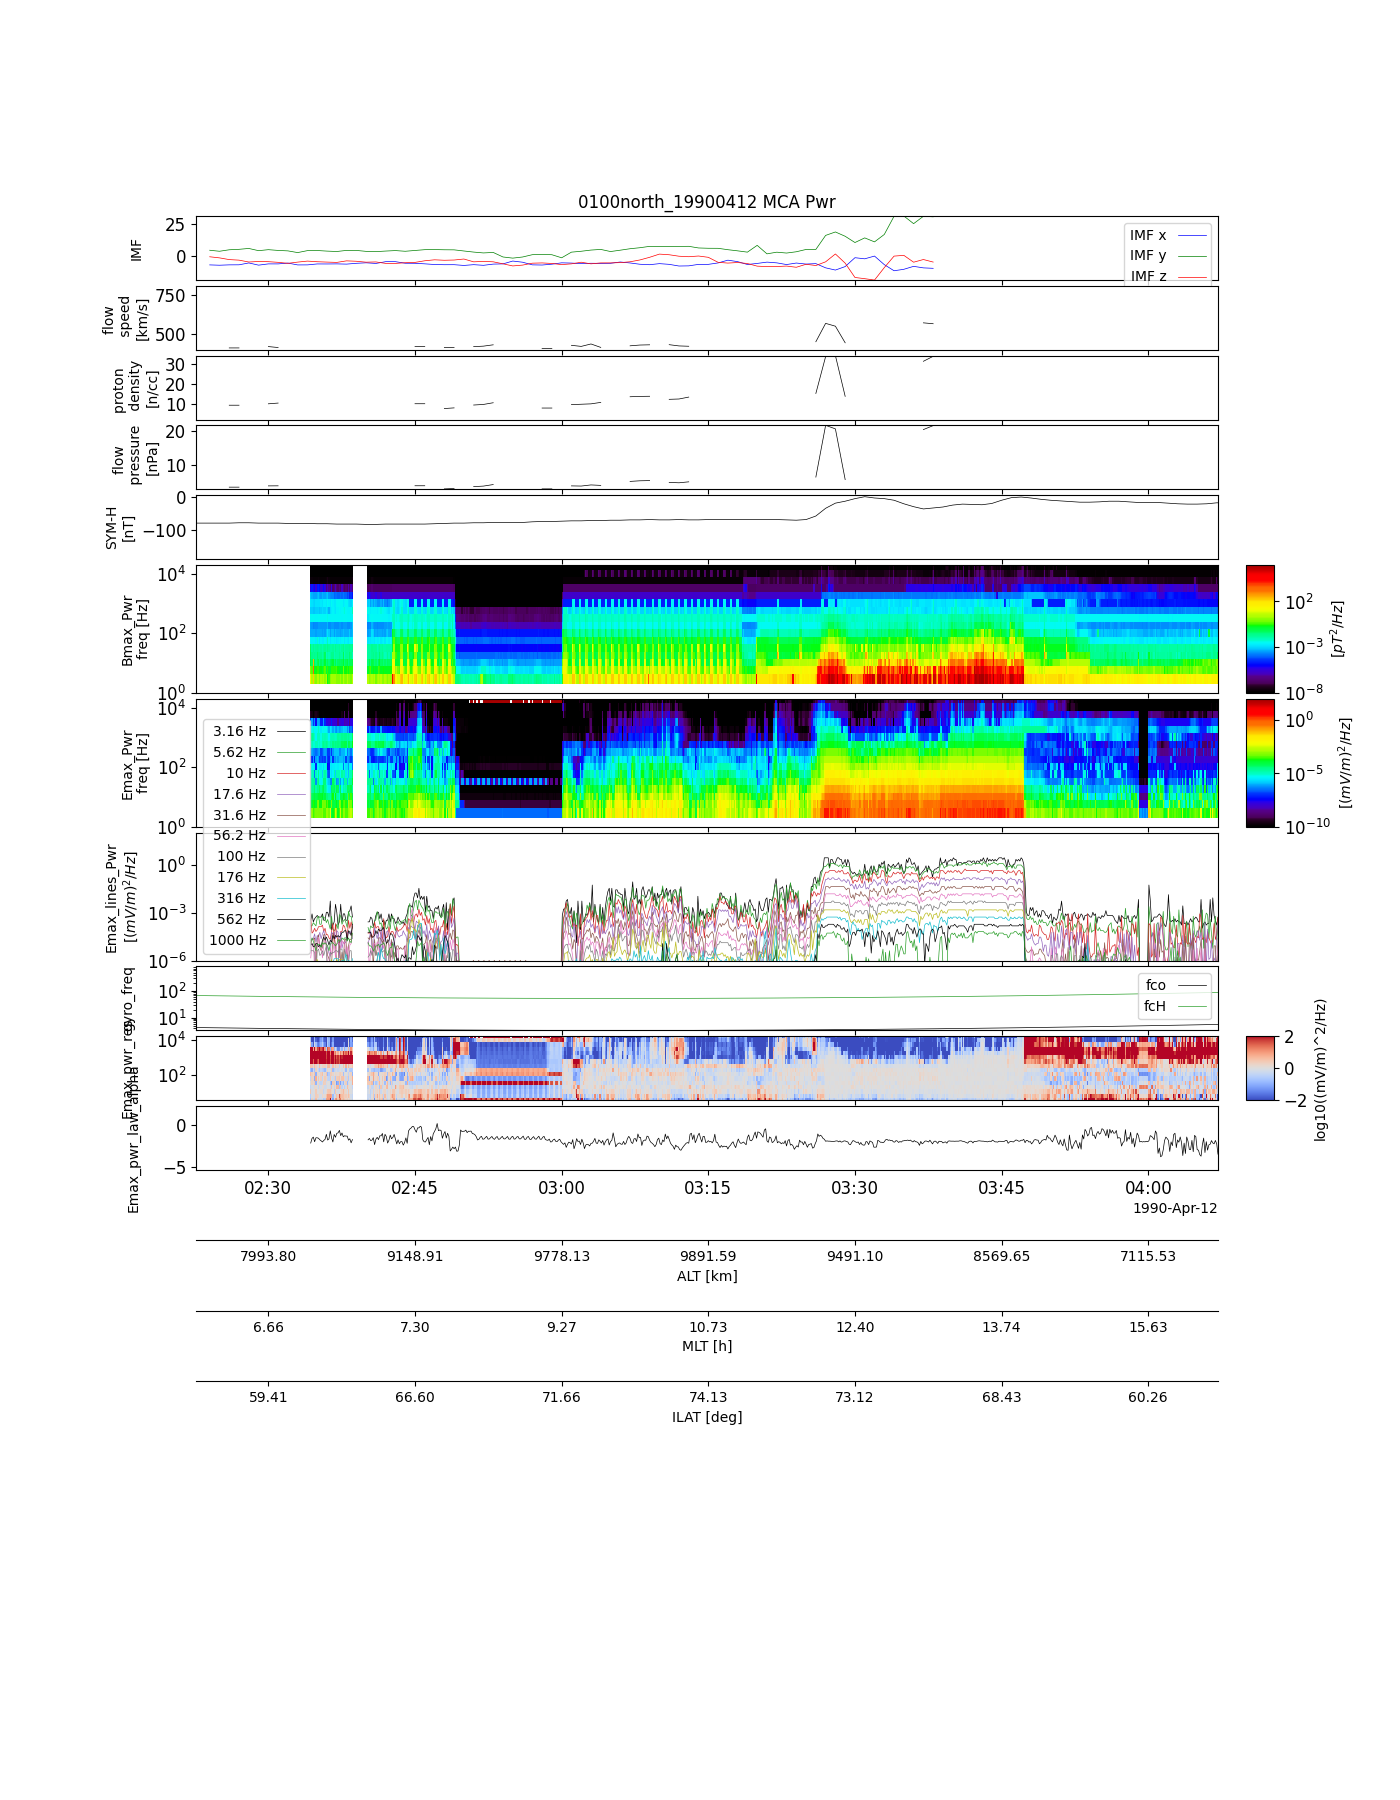 0100north_19900412 MCA Pwr
25
0
IMF
IMF x
IMF y
IMF z
750
500
flow
speed
[km/s]
30
20
10
proton
density
[n/cc]
20
10
flow
pressure
[nPa]
0
−100
SYM-H
[nT]
10^4
10^2
10^0
Bmax_Pwr
freq [Hz]
10^2
10^−3
10^−8
[pT^2/Hz]
10^4
10^2
10^0
Emax_Pwr
freq [Hz]
10^0
10^−5
10^−10
[(mV/m)^2/Hz]
3.16 Hz
5.62 Hz
10 Hz
17.6 Hz
31.6 Hz
56.2 Hz
100 Hz
176 Hz
316 Hz
562 Hz
1000 Hz
10^0
10^−3
10^−6
Emax_lines_Pwr
[(mV/m)^2/Hz]
10^2
10^1
gyro_freq
fco
fcH
10^4
10^2
Emax_pwr_reg
2
0
−2
log10((mV/m)^2/Hz)
0
−5
Emax_pwr_law_alpha
02:30 02:45 03:00 03:15 03:30 03:45 04:00
1990-Apr-12
7993.80 9148.91 9778.13 9891.59 9491.10 8569.65 7115.53
ALT [km]
6.66 7.30 9.27 10.73 12.40 13.74 15.63
MLT [h]
59.41 66.60 71.66 74.13 73.12 68.43 60.26
ILAT [deg]